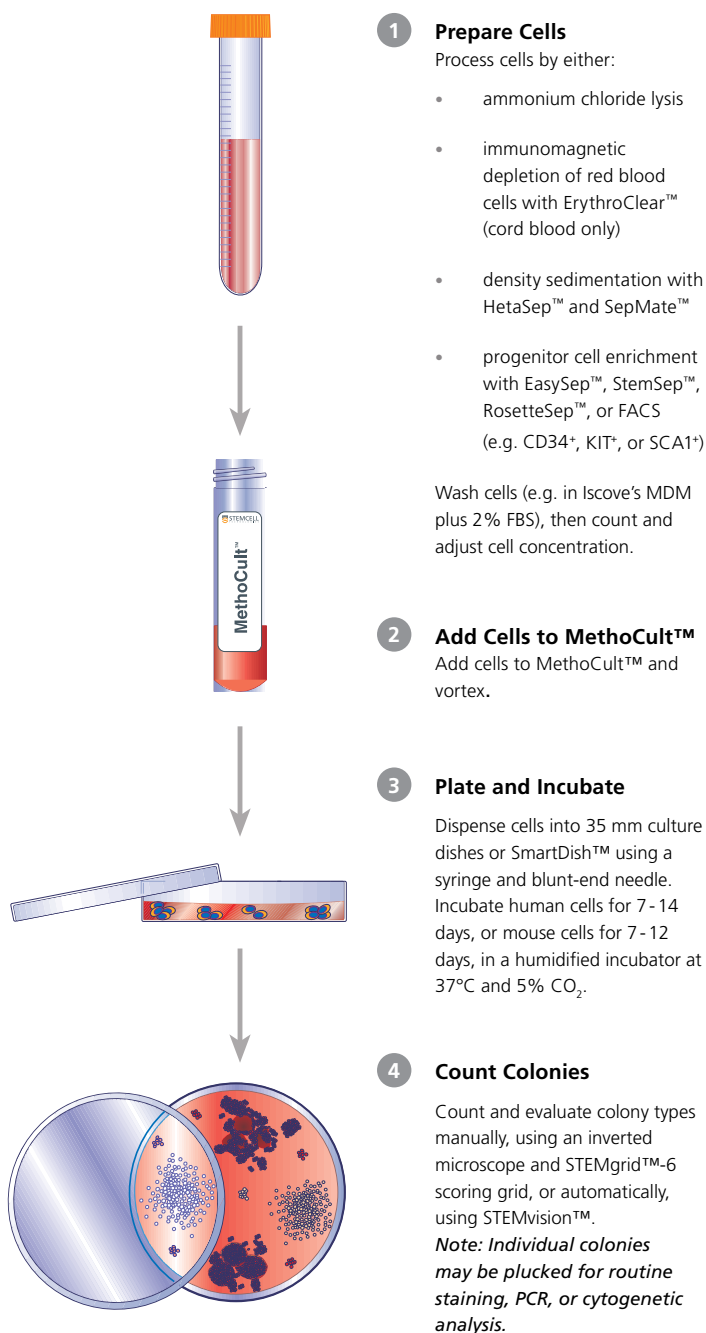 1
Prepare Cells
Process cells by either:
• ammonium chloride lysis
• immunomagnetic
depletion of red blood
cells with ErythroClear™
(cord blood only)
• density sedimentation with
HetaSep™ and SepMate™
• progenitor cell enrichment
with EasySep™, StemSep™,
RosetteSep™, or FACS
(e.g. CD34⁺, KIT⁺, or SCA1⁺)
Wash cells (e.g. in Iscove’s MDM
plus 2% FBS), then count and
adjust cell concentration.
STEMCELL
MethoCult™
2
Add Cells to MethoCult™
Add cells to MethoCult™ and
vortex.
3
Plate and Incubate
Dispense cells into 35 mm culture
dishes or SmartDish™ using a
syringe and blunt-end needle.
Incubate human cells for 7-14
days, or mouse cells for 7-12
days, in a humidified incubator at
37°C and 5% CO₂.
4
Count Colonies
Count and evaluate colony types
manually, using an inverted
microscope and STEMgrid™-6
scoring grid, or automatically,
using STEMvision™.
Note: Individual colonies
may be plucked for routine
staining, PCR, or cytogenetic
analysis.